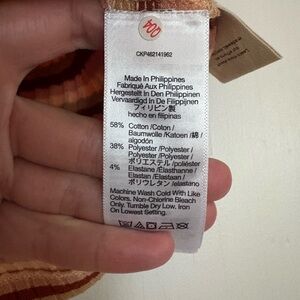 004
CKP462141962
Made In Philippines
Fabriqué Aux Philippines
Hergestellt In Den Philippinen
Vervaardigd In De Filippijnen
フィリピン製
hecho en filipinas
58% Cotton /Coton /
Baumwolle /Katoen /綿 /
algodón
38% Polyester /Polyester /
Polyester /Polyester /
ポリエステル /poliéster
4% Elastane /Elasthanne /
Elastan /Elastaan /
ポリウレタン /elastano
Machine Wash Cold With Like
Colors. Non-Chlorine Bleach
Only. Tumble Dry Low. Iron
On Lowest Setting.